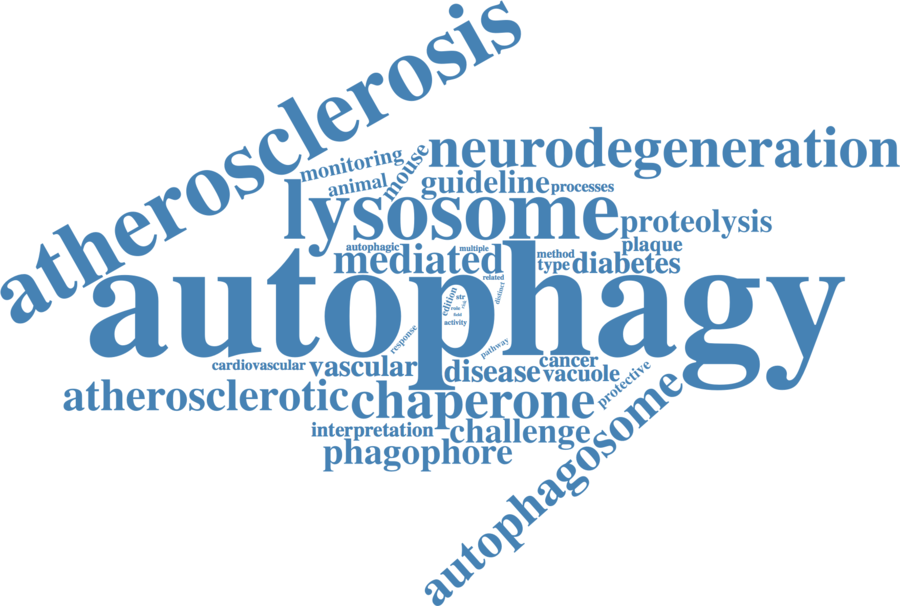 atherosclerosis
neurodegeneration
monitoring
mouse
animal
guideline
processes
lysosome
proteolysis
plaque
autophagic
multiple
mediated
method
type
diabetes
related
distinct
autophagy
edition
str
role
field
activity
response
pathway
cardiovascular
vascular
disease
cancer
vacuole
protective
atherosclerotic
chaperone
interpretation
challenge
phagophore
autophagosome